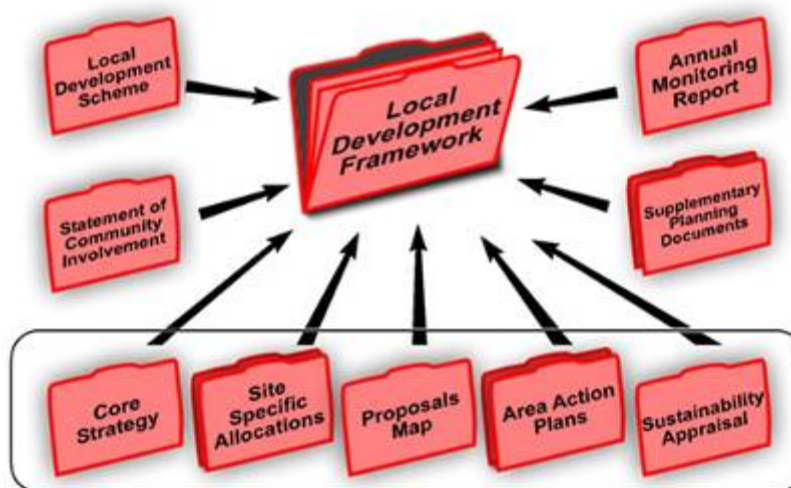 Local
Development
Scheme
Local
Development
Framework
Annual
Monitoring
Report
Statement of
Community
Involvement
Supplementary
Planning
Documents
Core
Strategy
Site
Specific
Allocations
Proposals
Map
Area Action
Plans
Sustainability
Appraisal